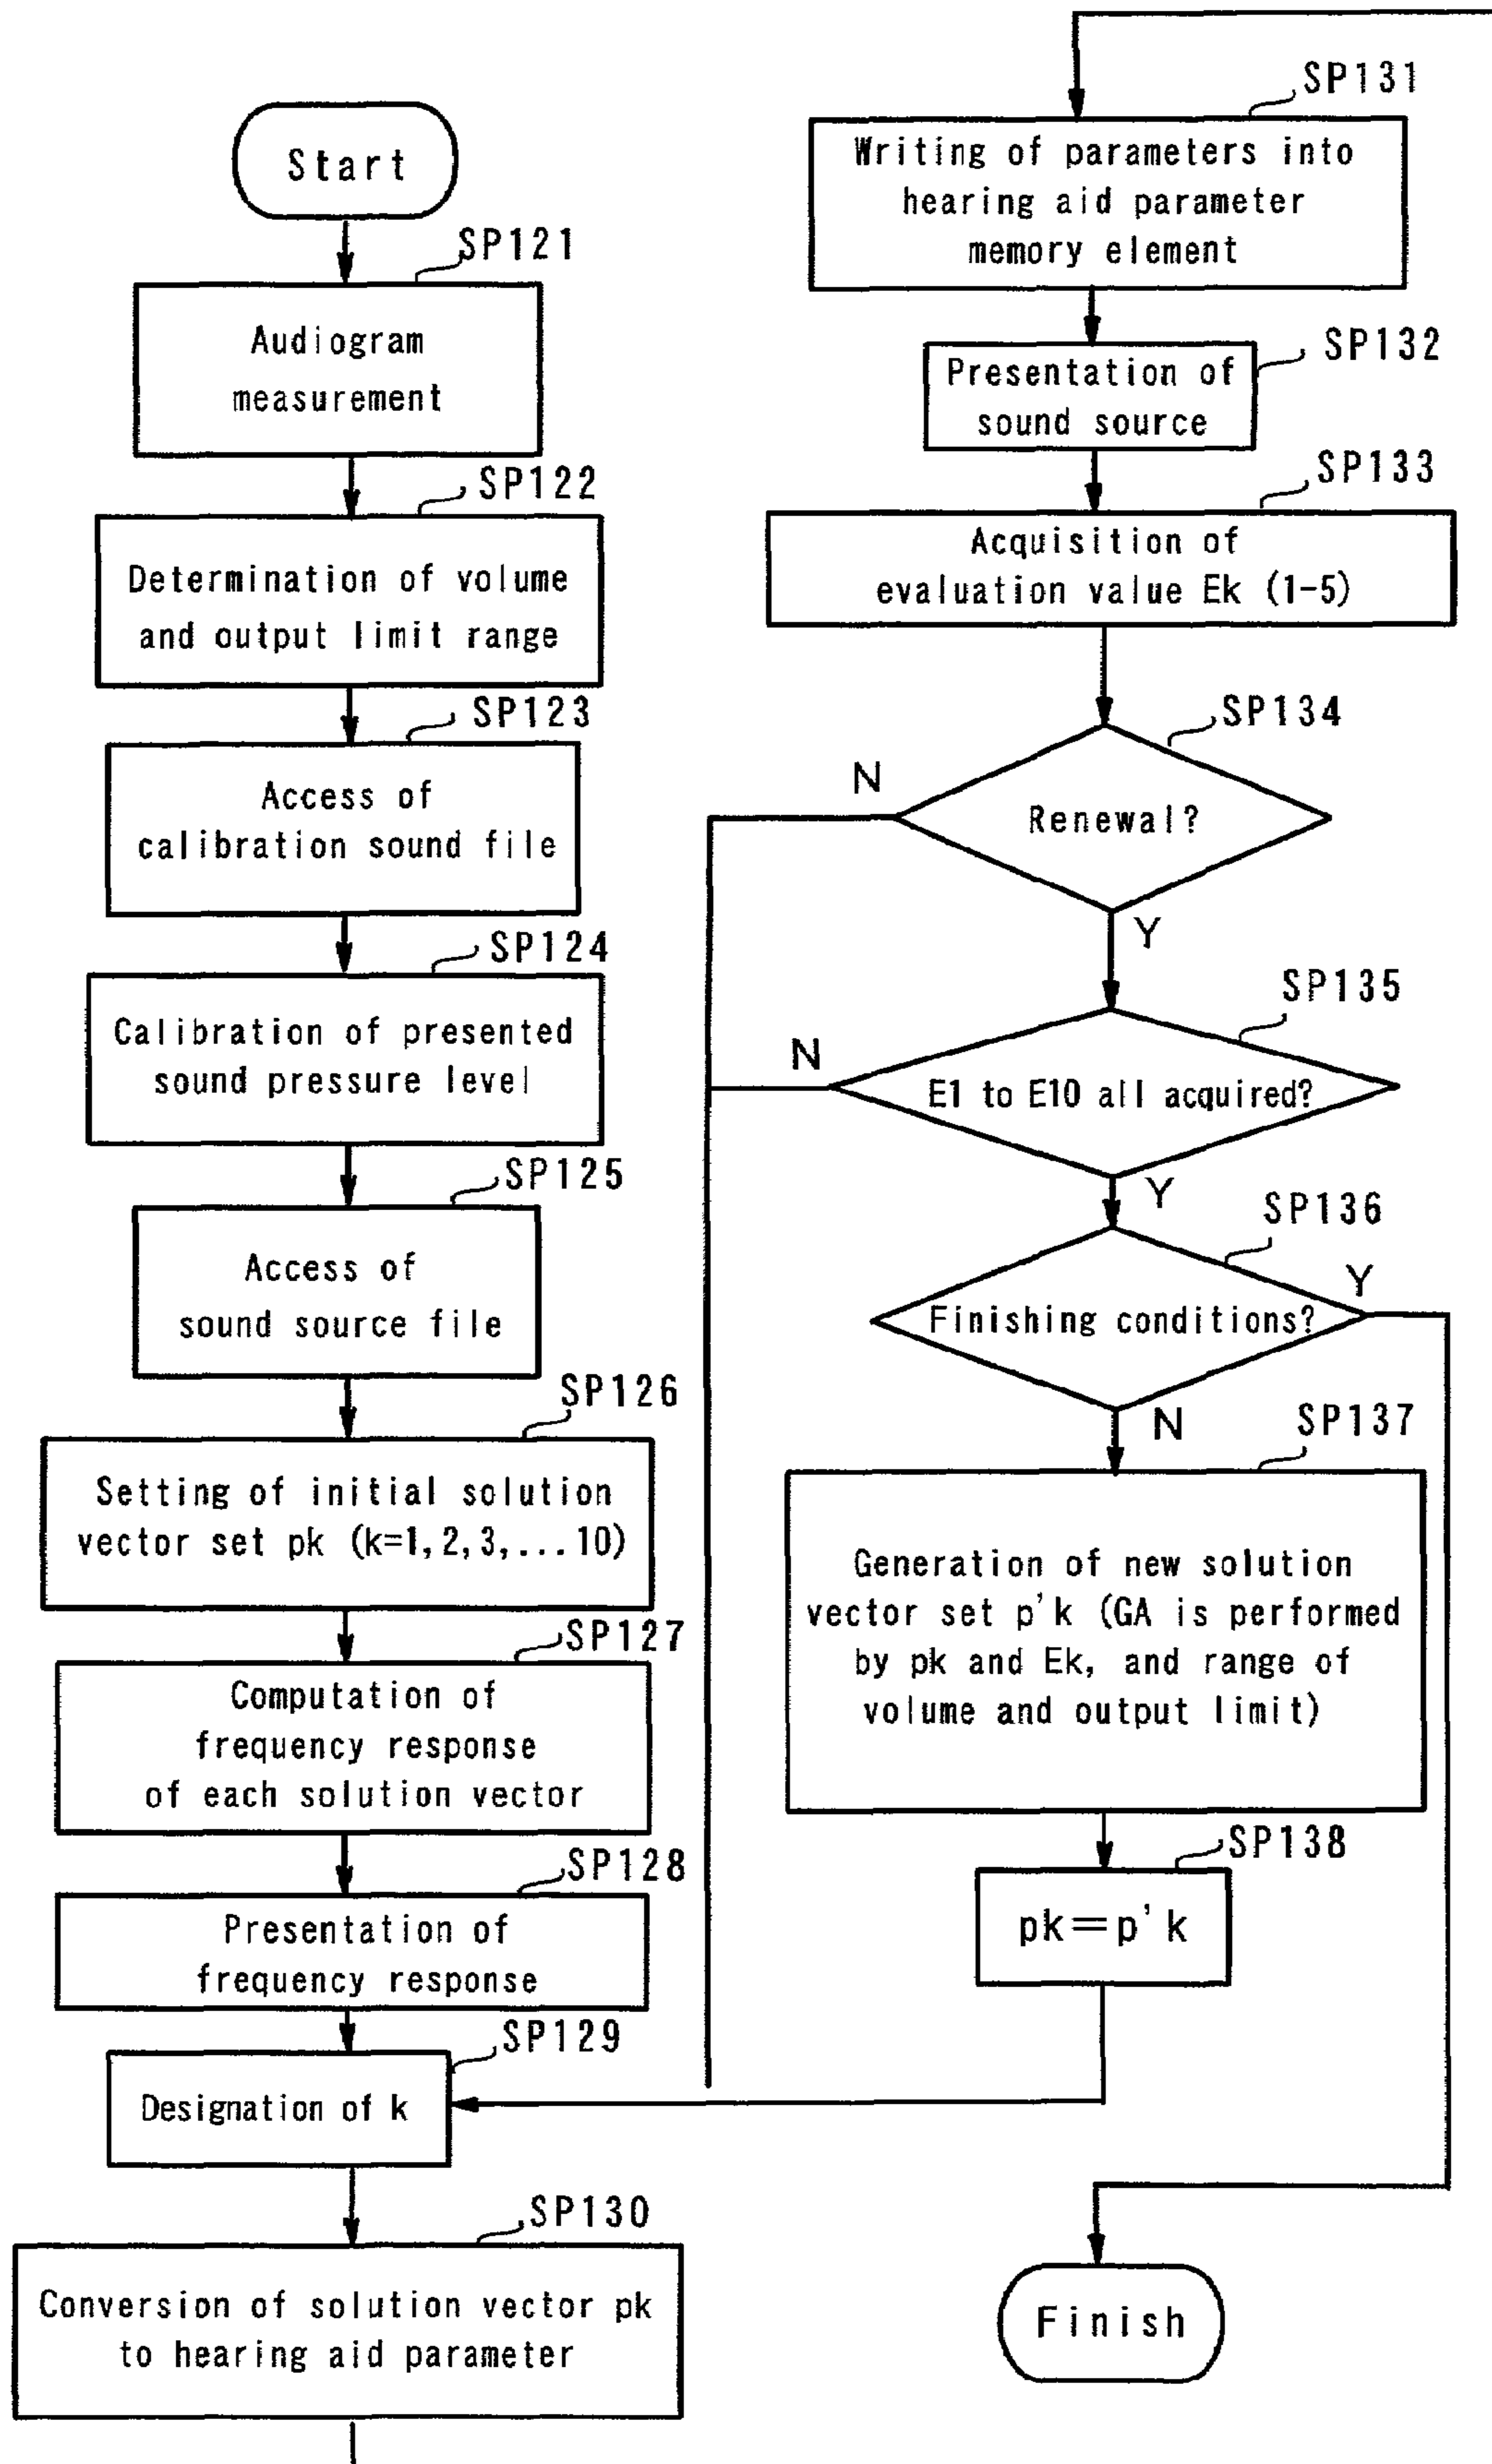 Start
SP121
Audiogram
measurement
SP122
Determination of volume
and output limit range
SP123
Access of
calibration sound file
SP124
Calibration of presented
sound pressure level
SP125
Access of
sound source file
SP126
Setting of initial solution
vector set pk (k=1,2,3,...10)
SP127
Computation of
frequency response
of each solution vector
SP128
Presentation of
frequency response
SP129
Designation of k
SP130
Conversion of solution vector pk
to hearing aid parameter
SP131
Writing of parameters into
hearing aid parameter
memory element
SP132
Presentation of
sound source
SP133
Acquisition of
evaluation value Ek (1-5)
SP134
N
Renewal?
Y
SP135
N
E1 to E10 all acquired?
Y
SP136
Y
Finishing conditions?
N
SP137
Generation of new solution
vector set p'k (GA is performed
by pk and Ek, and range of
volume and output limit)
SP138
pk=p'k
Finish